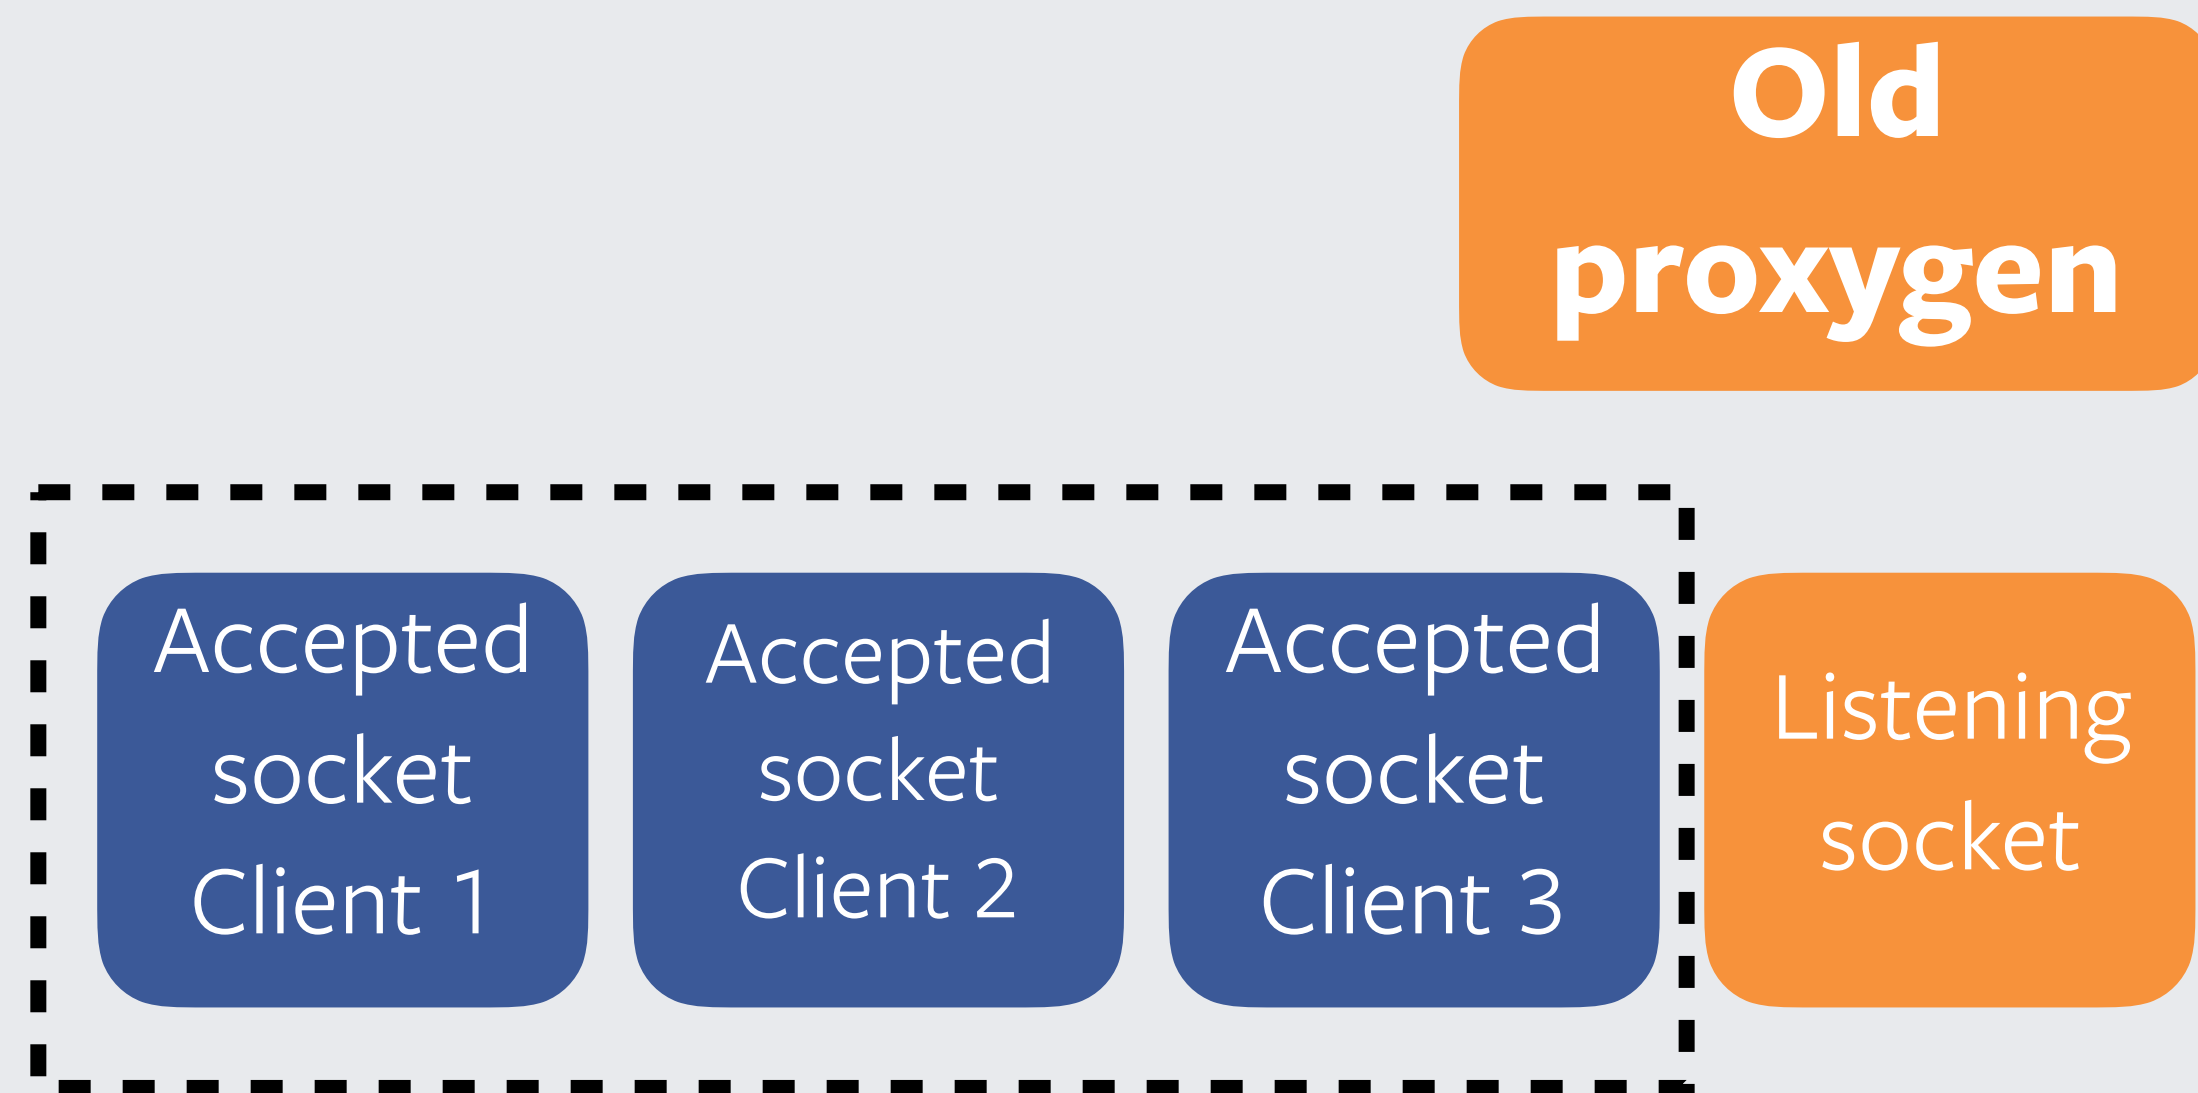 Old
proxygen
Accepted
socket
Client 1
Accepted
socket
Client 2
Accepted
socket
Client 3
Listening
socket